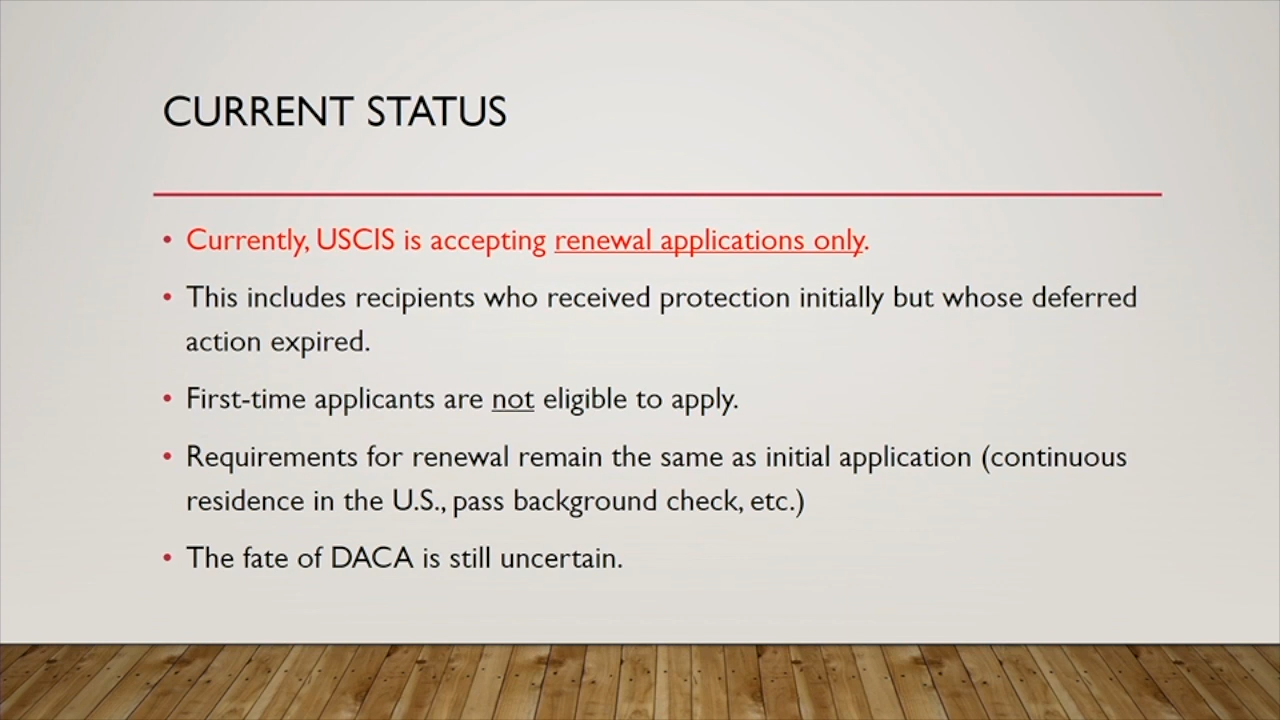 CURRENT STATUS
• Currently, USCIS is accepting renewal applications only.
• This includes recipients who received protection initially but whose deferred
action expired.
• First-time applicants are not eligible to apply.
• Requirements for renewal remain the same as initial application (continuous
residence in the U.S., pass background check, etc.)
• The fate of DACA is still uncertain.